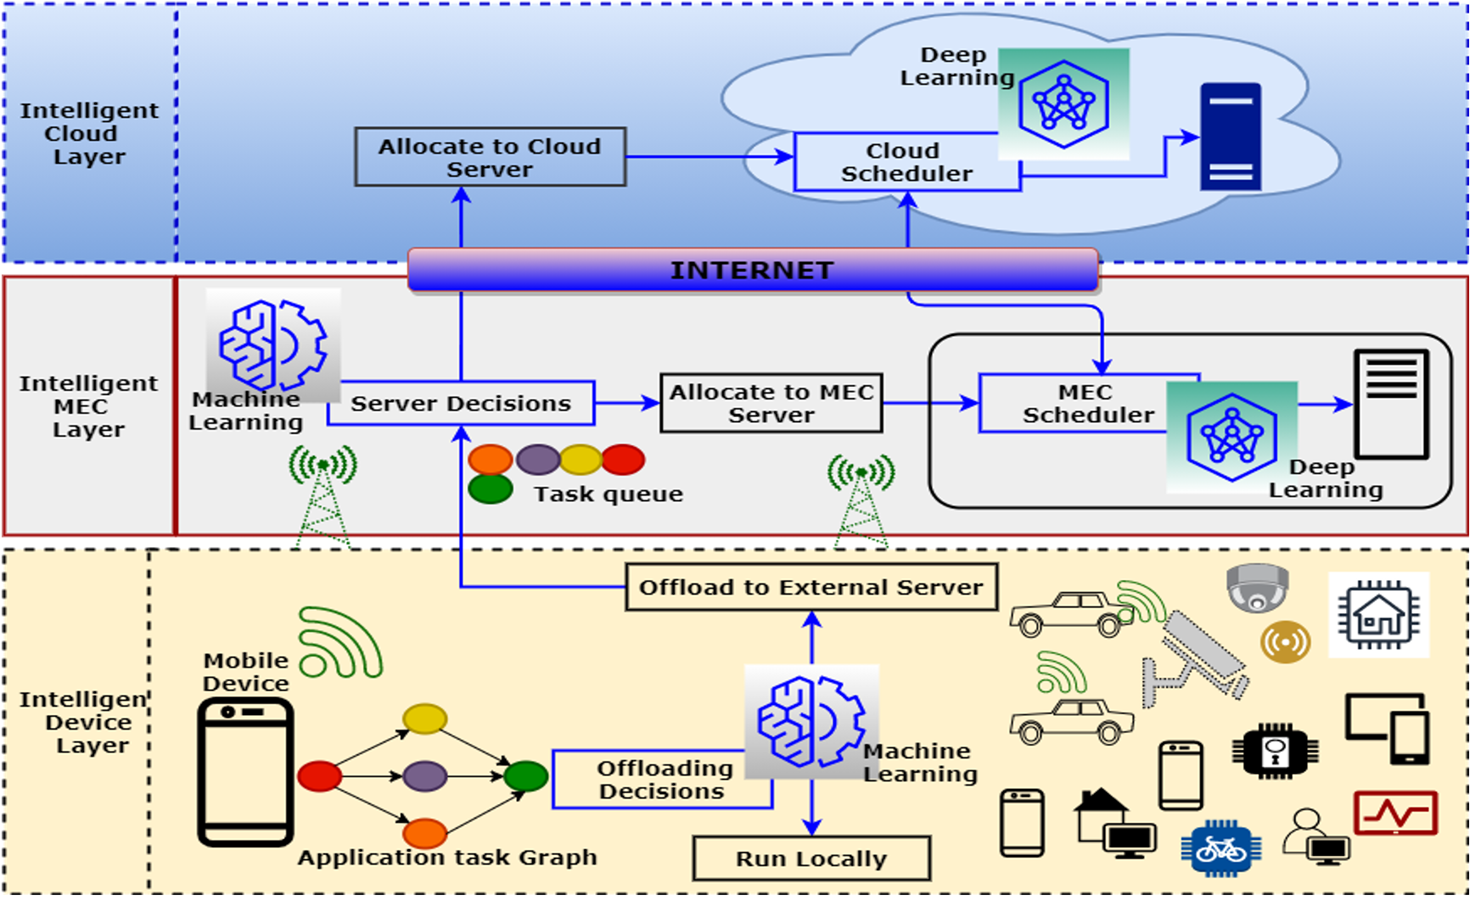 Intelligent
Cloud
Layer
Allocate to Cloud
Server
Deep
Learning
Cloud
Scheduler
INTERNET
Intelligent
MEC
Layer
Machine
Learning
Server Decisions
Allocate to MEC
Server
MEC
Scheduler
Deep
Learning
Task queue
Intelligen
Device
Layer
Mobile
Device
Application task Graph
Offload to External Server
Offloading
Decisions
Machine
Learning
Run Locally